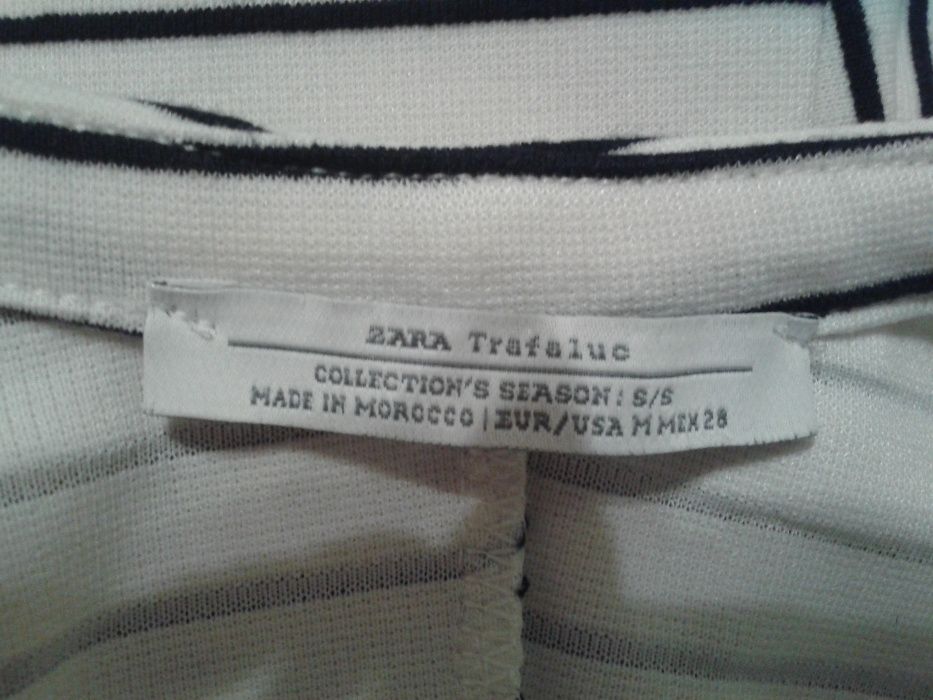 ZARA Trafaluc
COLLECTION'S SEASON: S/S
MADE IN MOROCCO | EUR/USA M MEX 28